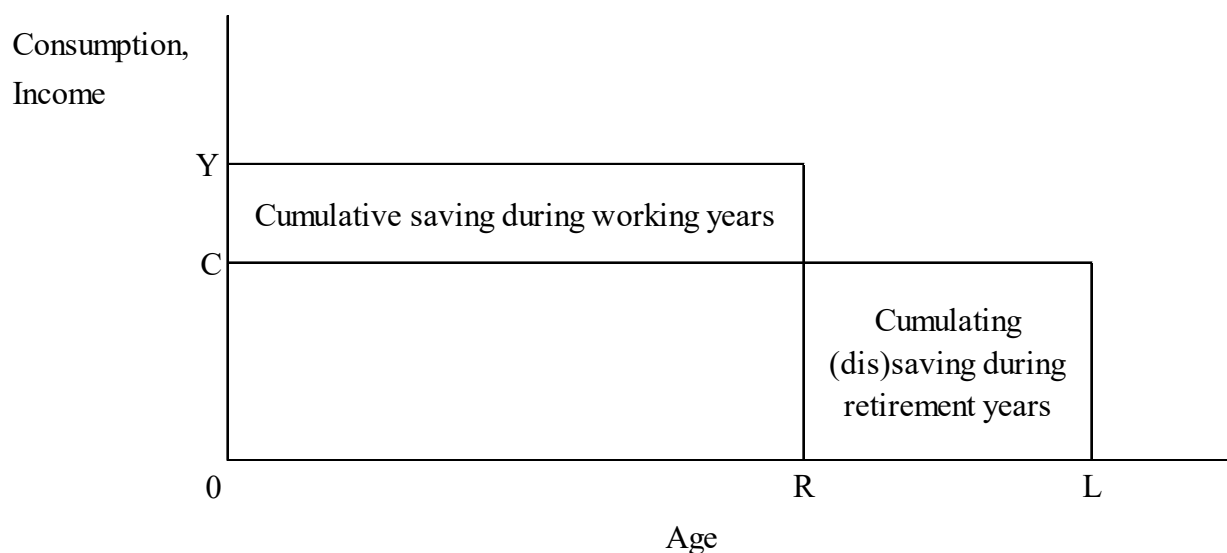 Consumption,
Income
Y
Cumulative saving during working years
C
Cumulating
(dis)saving during
retirement years
0
R
L
Age